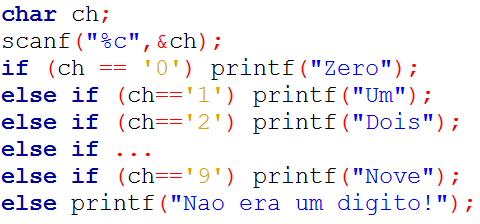 char ch;
scanf("%c",&ch);
if (ch == '0') printf("Zero");
else if (ch=='1') printf("Um");
else if (ch=='2') printf("Dois");
else if ...
else if (ch=='9') printf("Nove");
else printf("Nao era um digito!");